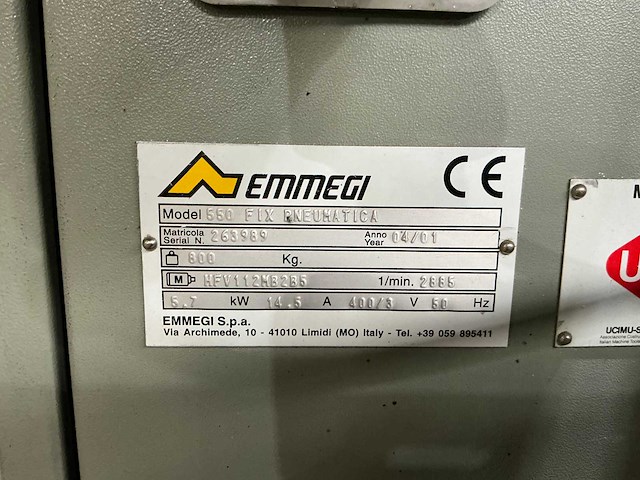 EMMEGI CE
Model 550 FIX PNEUMATICA
Matricola Serial N. 263989 Anno Year 04/01
800 Kg.
M MFV112MB2B5 1/min. 2885
5.7 kW 14.5 A 400/3 V 50 Hz
EMMEGI S.p.a.
Via Archimede, 10 - 41010 Limidi (MO) Italy - Tel. +39 059 895411
M
U
UCIMU-S